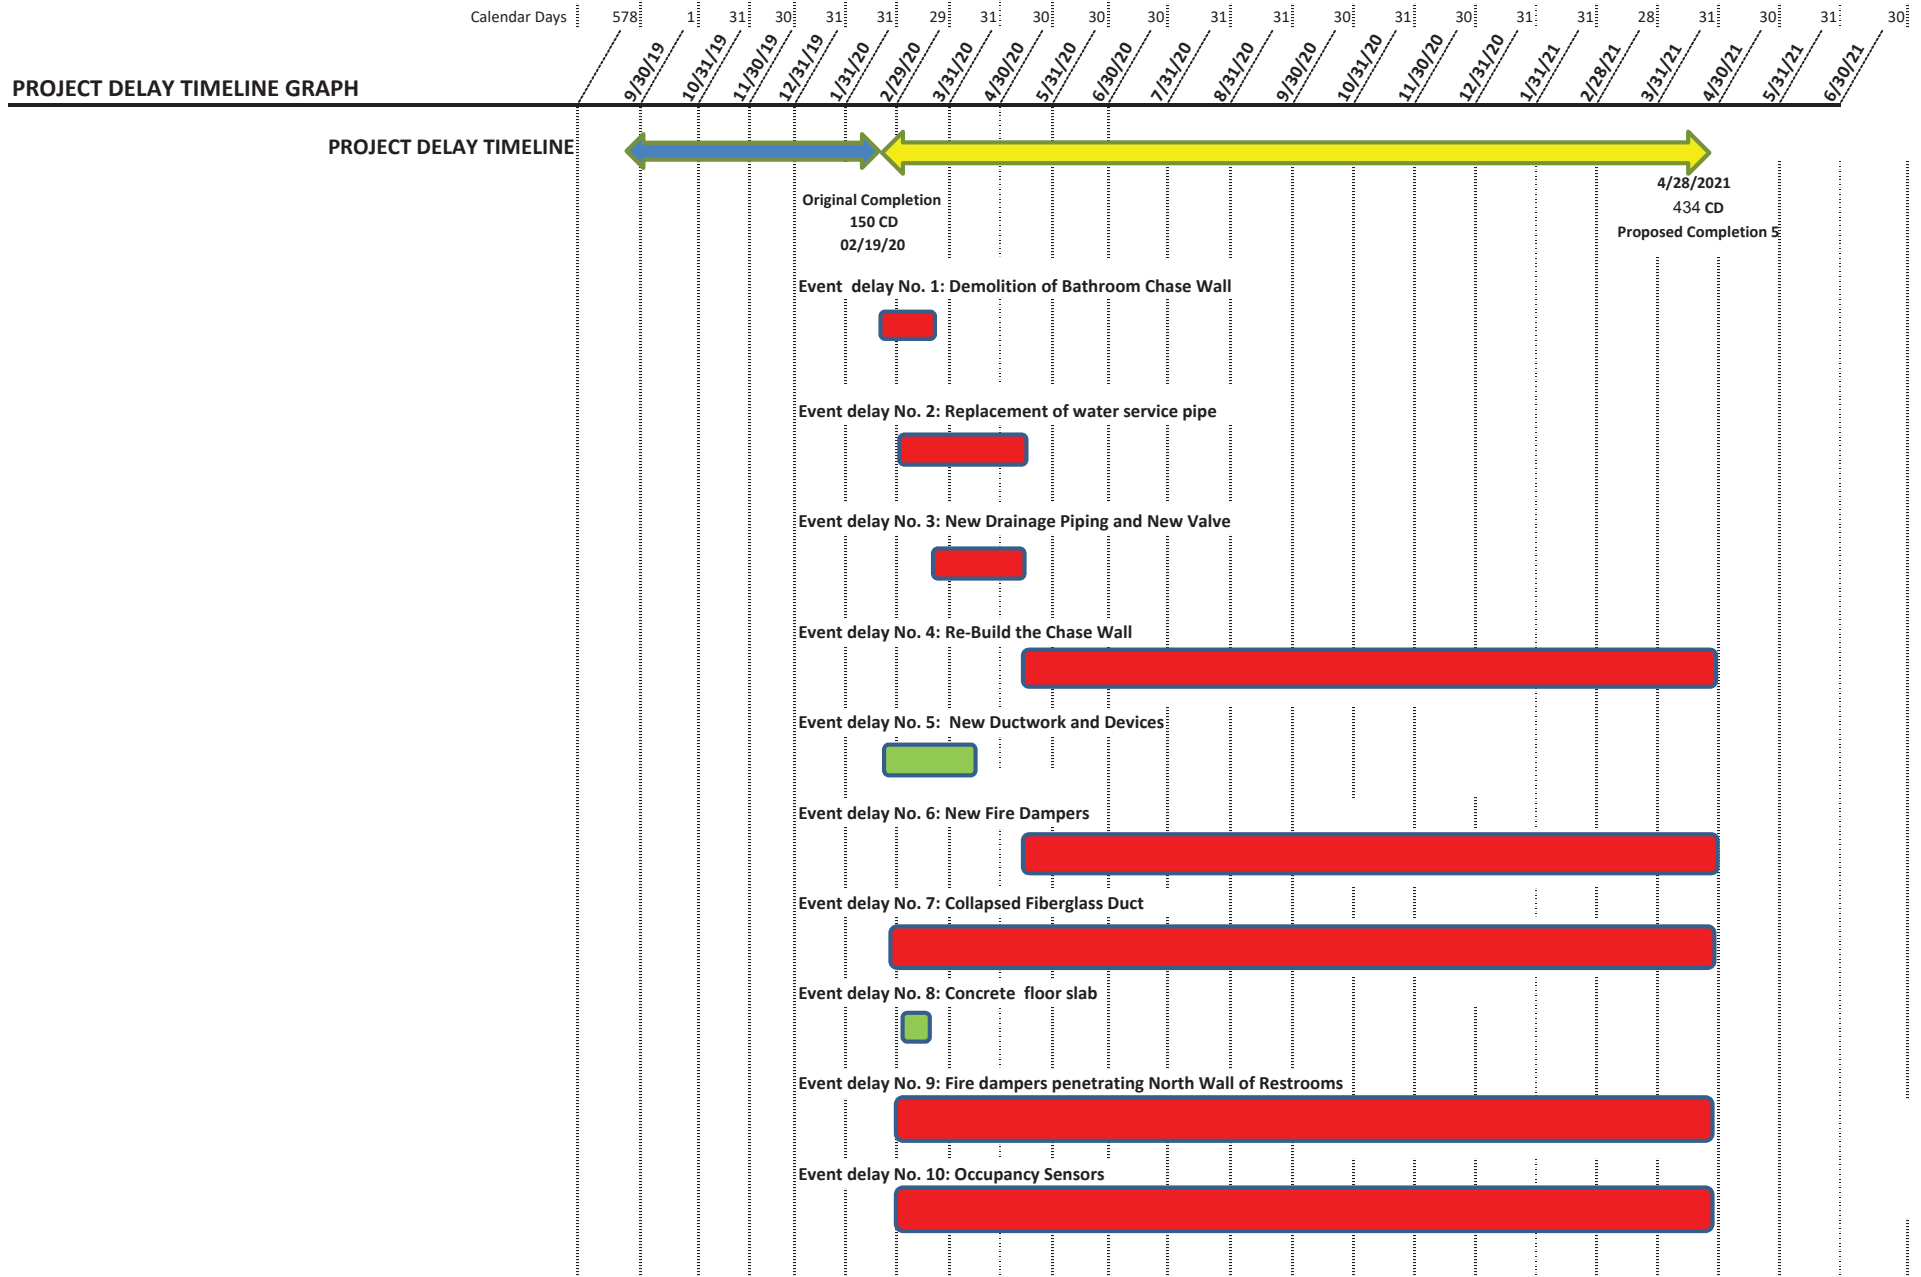 Calendar Days 578 1 31 30 31 31 29 31 30 30 30 31 31 30 31 30 31 31 28 31 30 31 30
9/30/19 10/31/19 11/30/19 12/31/19 1/31/20 2/29/20 3/31/20 4/30/20 5/31/20 6/30/20 7/31/20 8/31/20 9/30/20 10/31/20 11/30/20 12/31/20 1/31/21 2/28/21 3/31/21 4/30/21 5/31/21 6/30/21
PROJECT DELAY TIMELINE GRAPH
PROJECT DELAY TIMELINE
Original Completion
150 CD
02/19/20
4/28/2021
434 CD
Proposed Completion 5
Event delay No. 1: Demolition of Bathroom Chase Wall
Event delay No. 2: Replacement of water service pipe
Event delay No. 3: New Drainage Piping and New Valve
Event delay No. 4: Re-Build the Chase Wall
Event delay No. 5: New Ductwork and Devices
Event delay No. 6: New Fire Dampers
Event delay No. 7: Collapsed Fiberglass Duct
Event delay No. 8: Concrete floor slab
Event delay No. 9: Fire dampers penetrating North Wall of Restrooms
Event delay No. 10: Occupancy Sensors